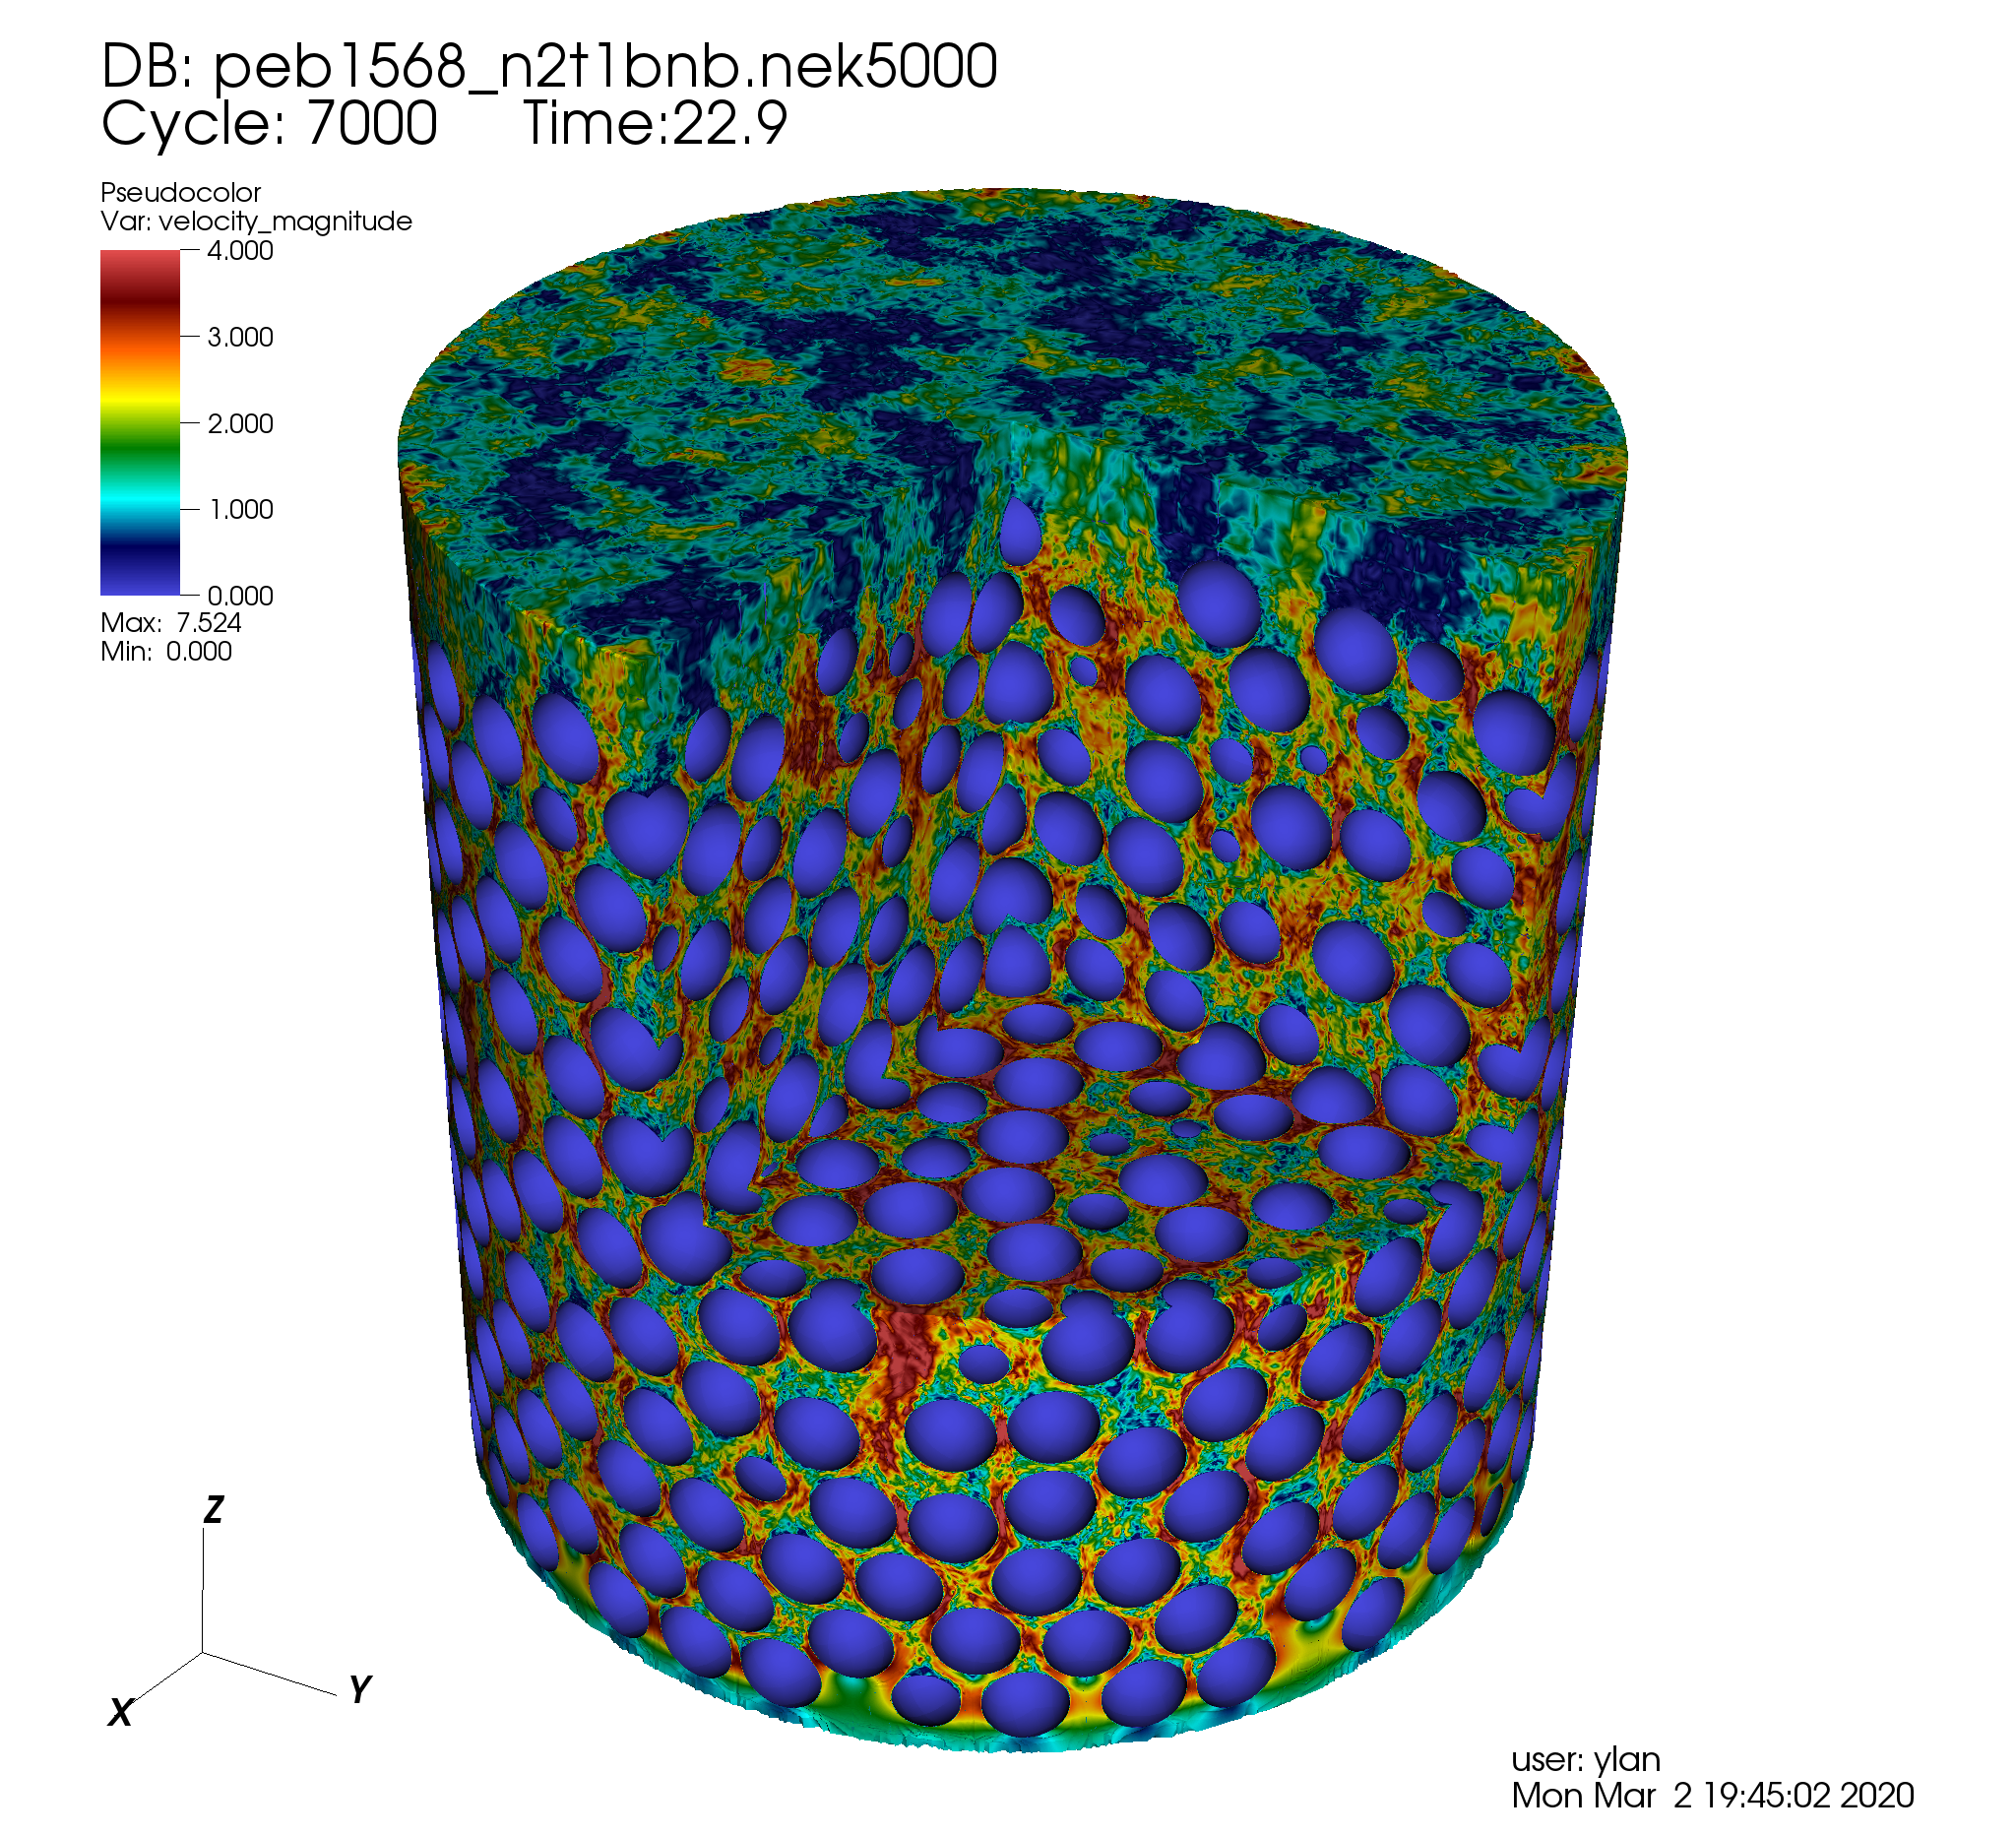 DB: peb1568_n2t1bnb.nek5000
Cycle: 7000 Time:22.9
Pseudocolor
Var: velocity_magnitude
4.000
3.000
2.000
1.000
0.000
Max: 7.524
Min: 0.000
Z
Y
X
user: ylan
Mon Mar 2 19:45:02 2020